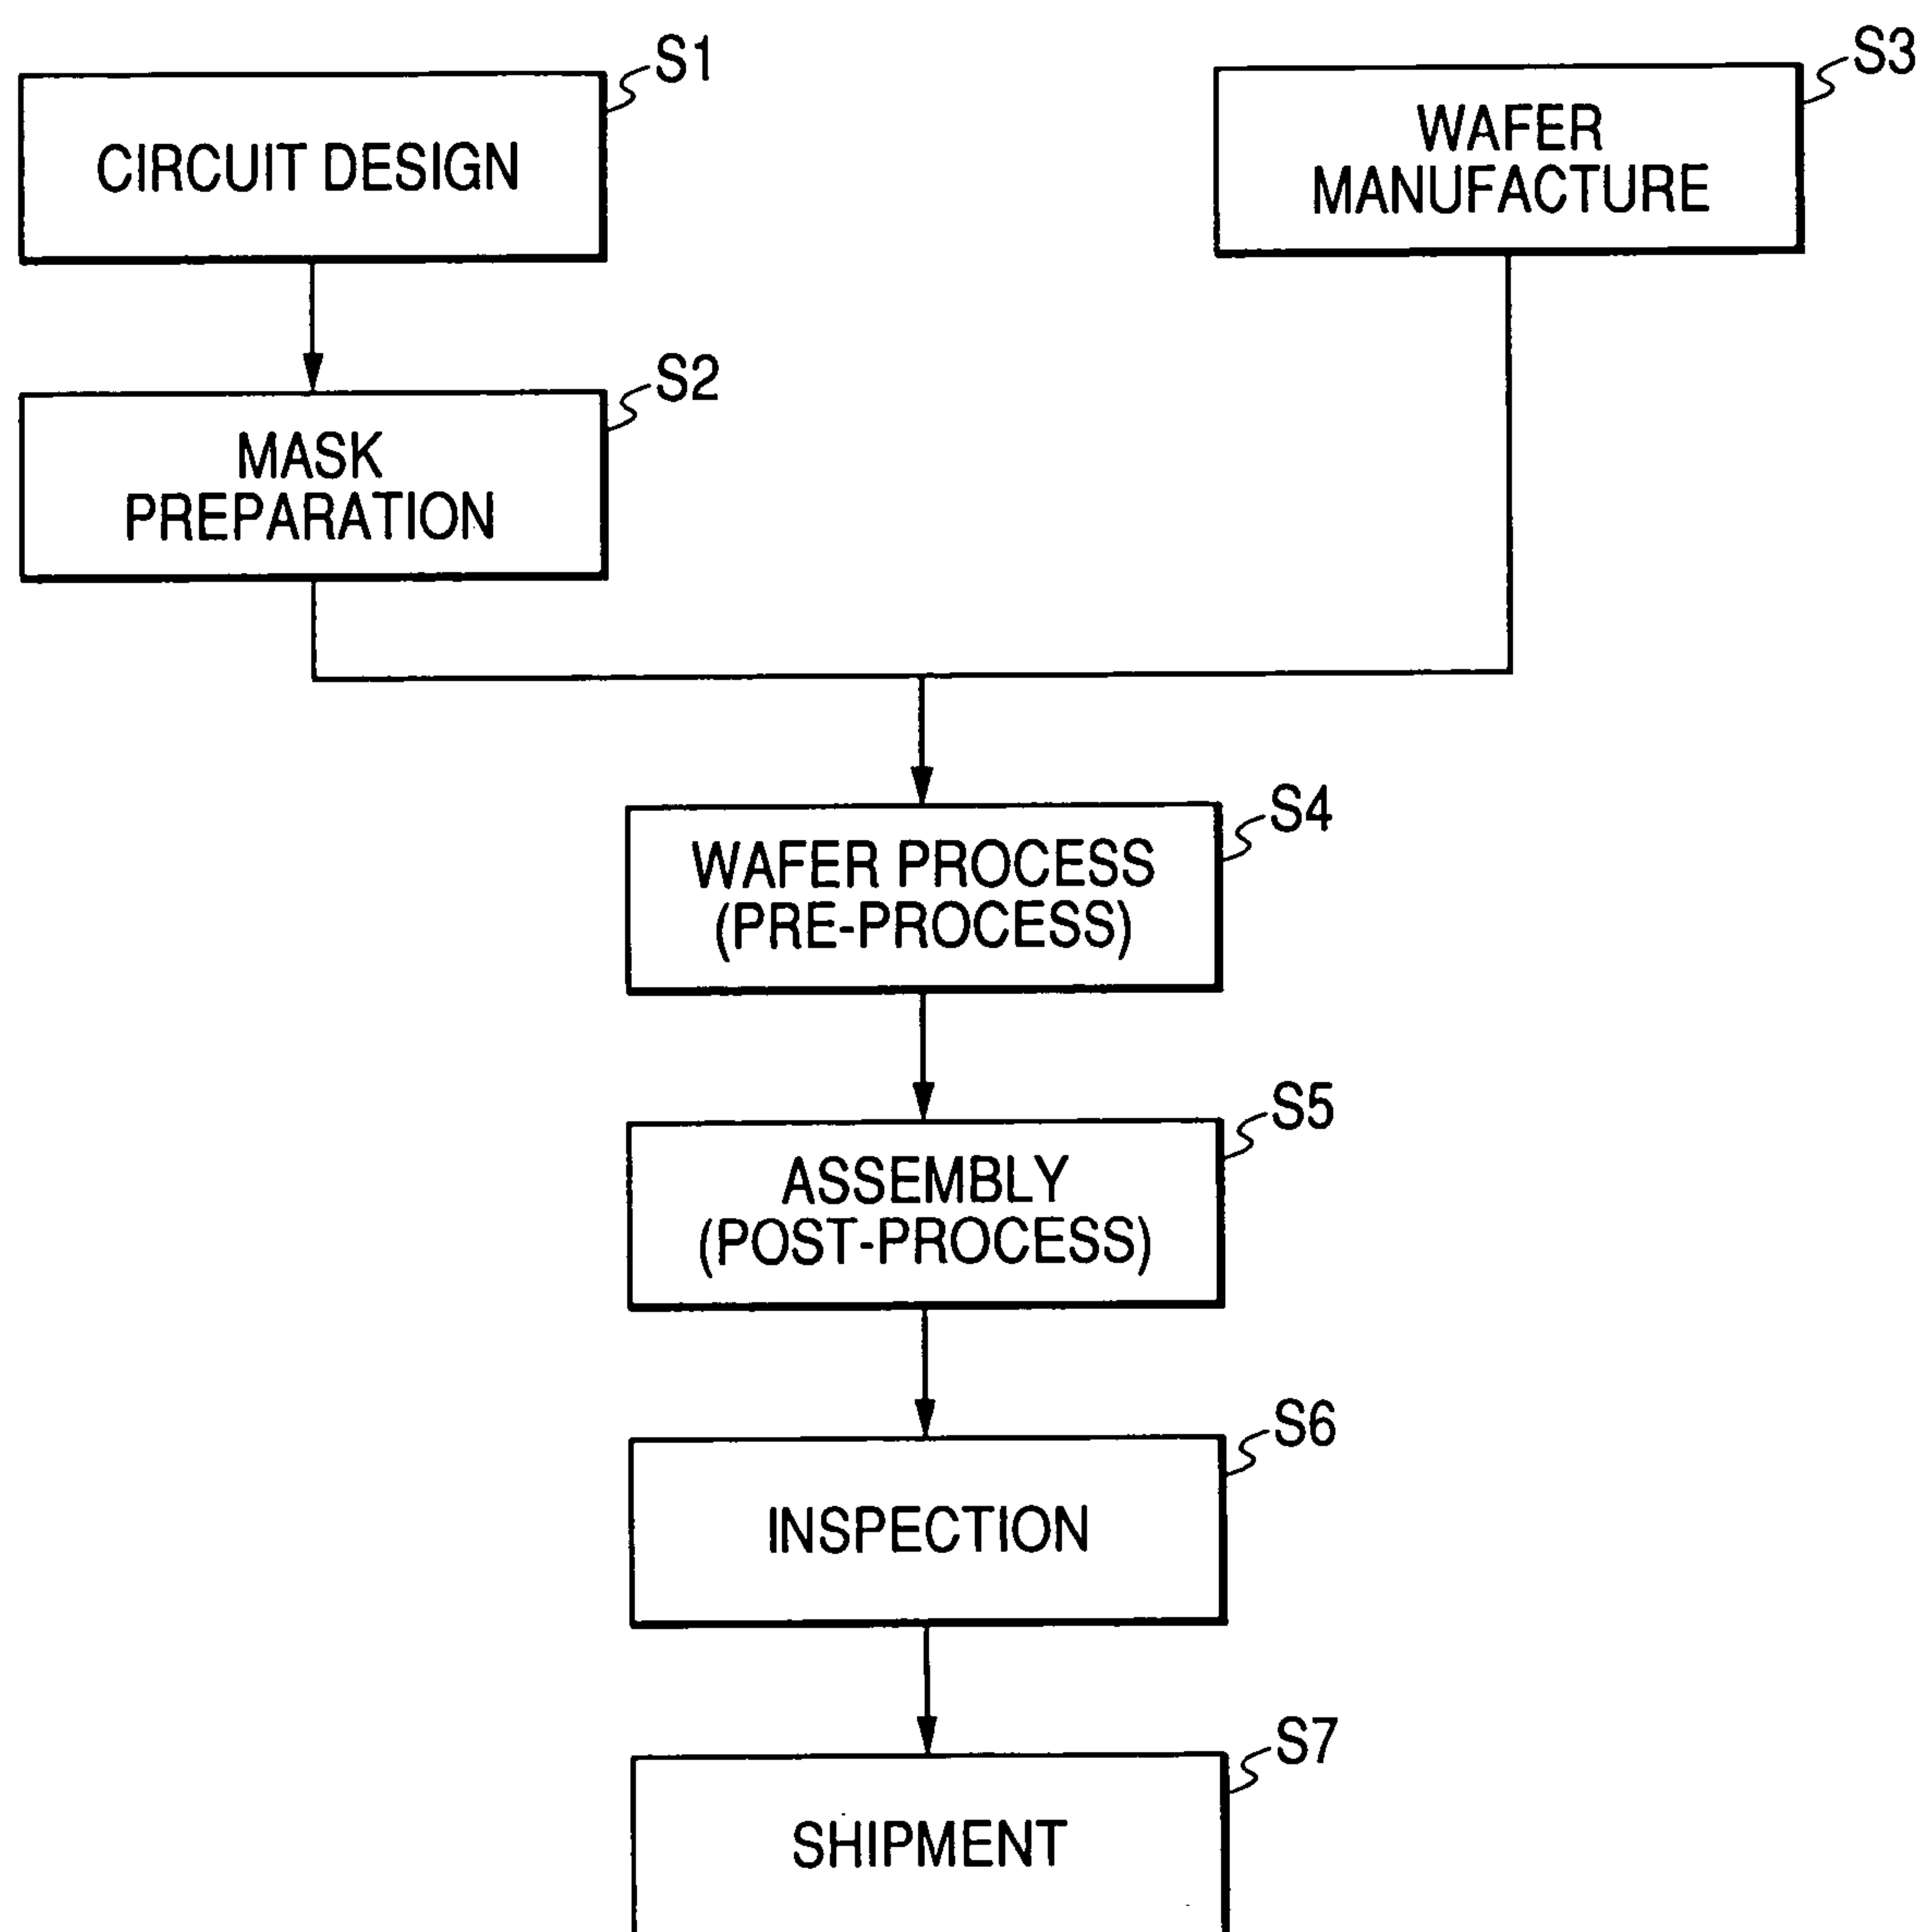 S1
CIRCUIT DESIGN
S3
WAFER
MANUFACTURE
S2
MASK
PREPARATION
S4
WAFER PROCESS
(PRE-PROCESS)
S5
ASSEMBLY
(POST-PROCESS)
S6
INSPECTION
S7
SHIPMENT